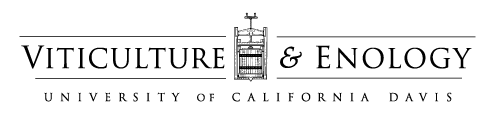 VITICULTURE & ENOLOGY
UNIVERSITY OF CALIFORNIA DAVIS